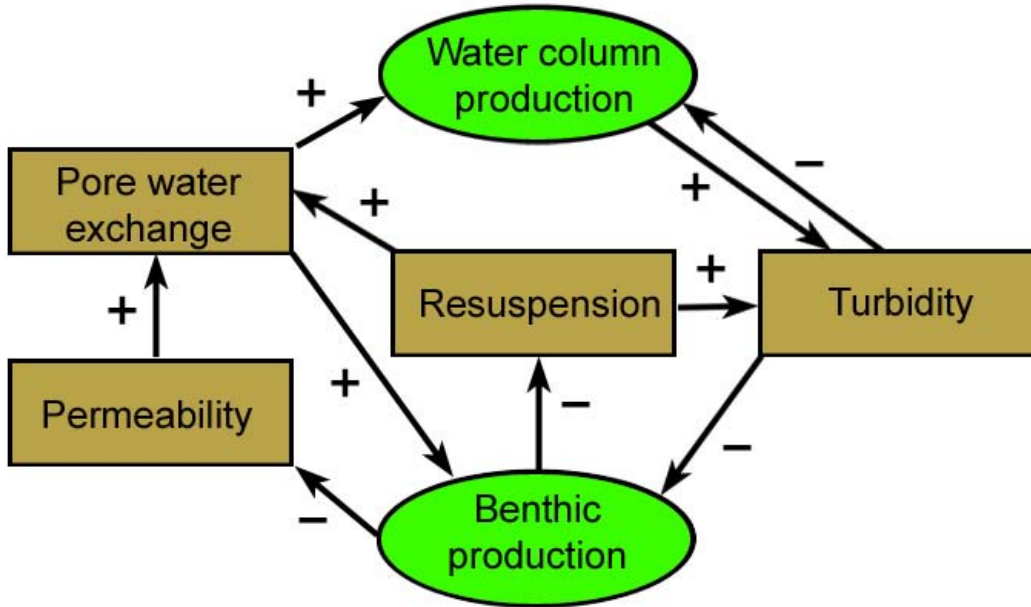 Water column
production
+
−
Pore water
exchange
+
+
Resuspension
+
Turbidity
+
+
Permeability
−
−
−
Benthic
production